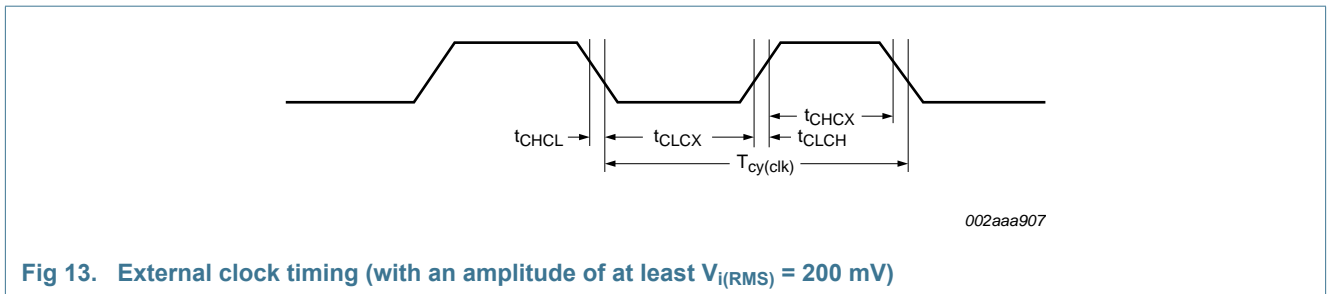 tCHCX
tCHCL
tCLCX
tCLCH
Tcy(clk)
002aaa907
Fig 13. External clock timing (with an amplitude of at least Vi(RMS) = 200 mV)